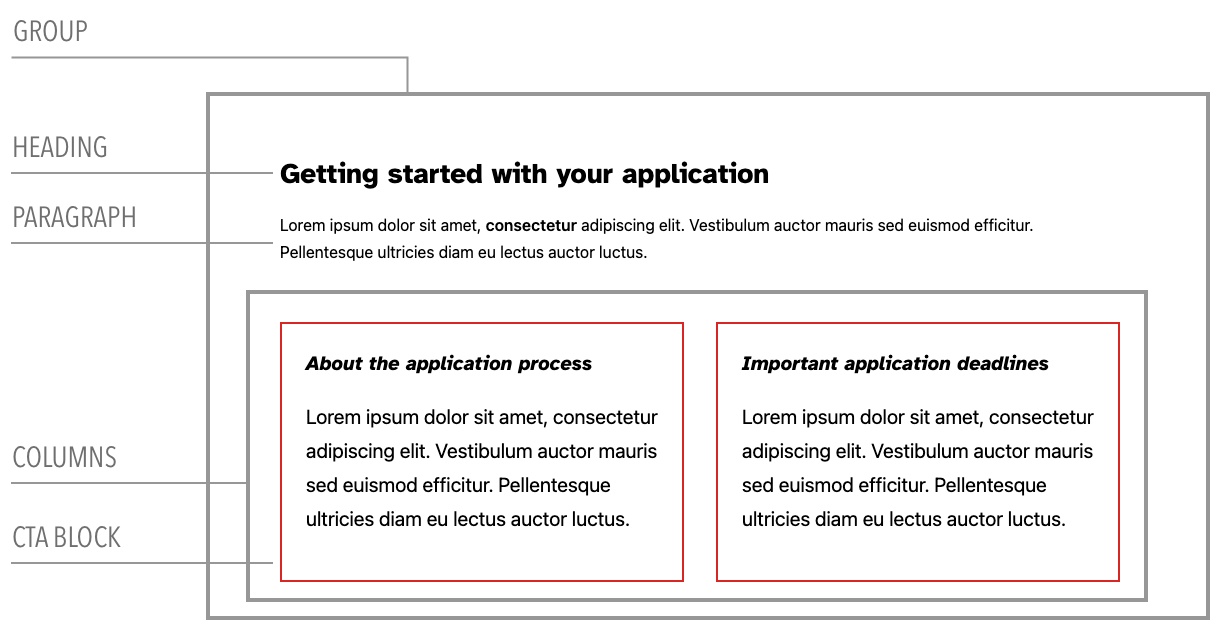 GROUP
HEADING
Getting started with your application
PARAGRAPH
Lorem ipsum dolor sit amet, consectetur adipiscing elit. Vestibulum auctor mauris sed euismod efficitur.
Pellentesque ultricies diam eu lectus auctor luctus.
COLUMNS
CTA BLOCK
About the application process
Lorem ipsum dolor sit amet, consectetur
adipiscing elit. Vestibulum auctor mauris
sed euismod efficitur. Pellentesque
ultricies diam eu lectus auctor luctus.
Important application deadlines
Lorem ipsum dolor sit amet, consectetur
adipiscing elit. Vestibulum auctor mauris
sed euismod efficitur. Pellentesque
ultricies diam eu lectus auctor luctus.